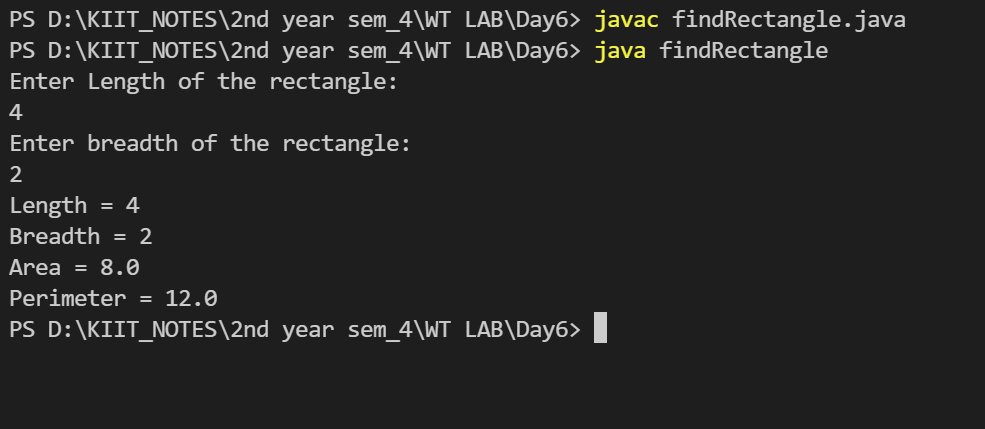 PS D:\KIIT_NOTES\2nd year sem_4\WT LAB\Day6> javac findRectangle.java
PS D:\KIIT_NOTES\2nd year sem_4\WT LAB\Day6> java findRectangle
Enter Length of the rectangle:
4
Enter breadth of the rectangle:
2
Length = 4
Breadth = 2
Area = 8.0
Perimeter = 12.0
PS D:\KIIT_NOTES\2nd year sem_4\WT LAB\Day6>